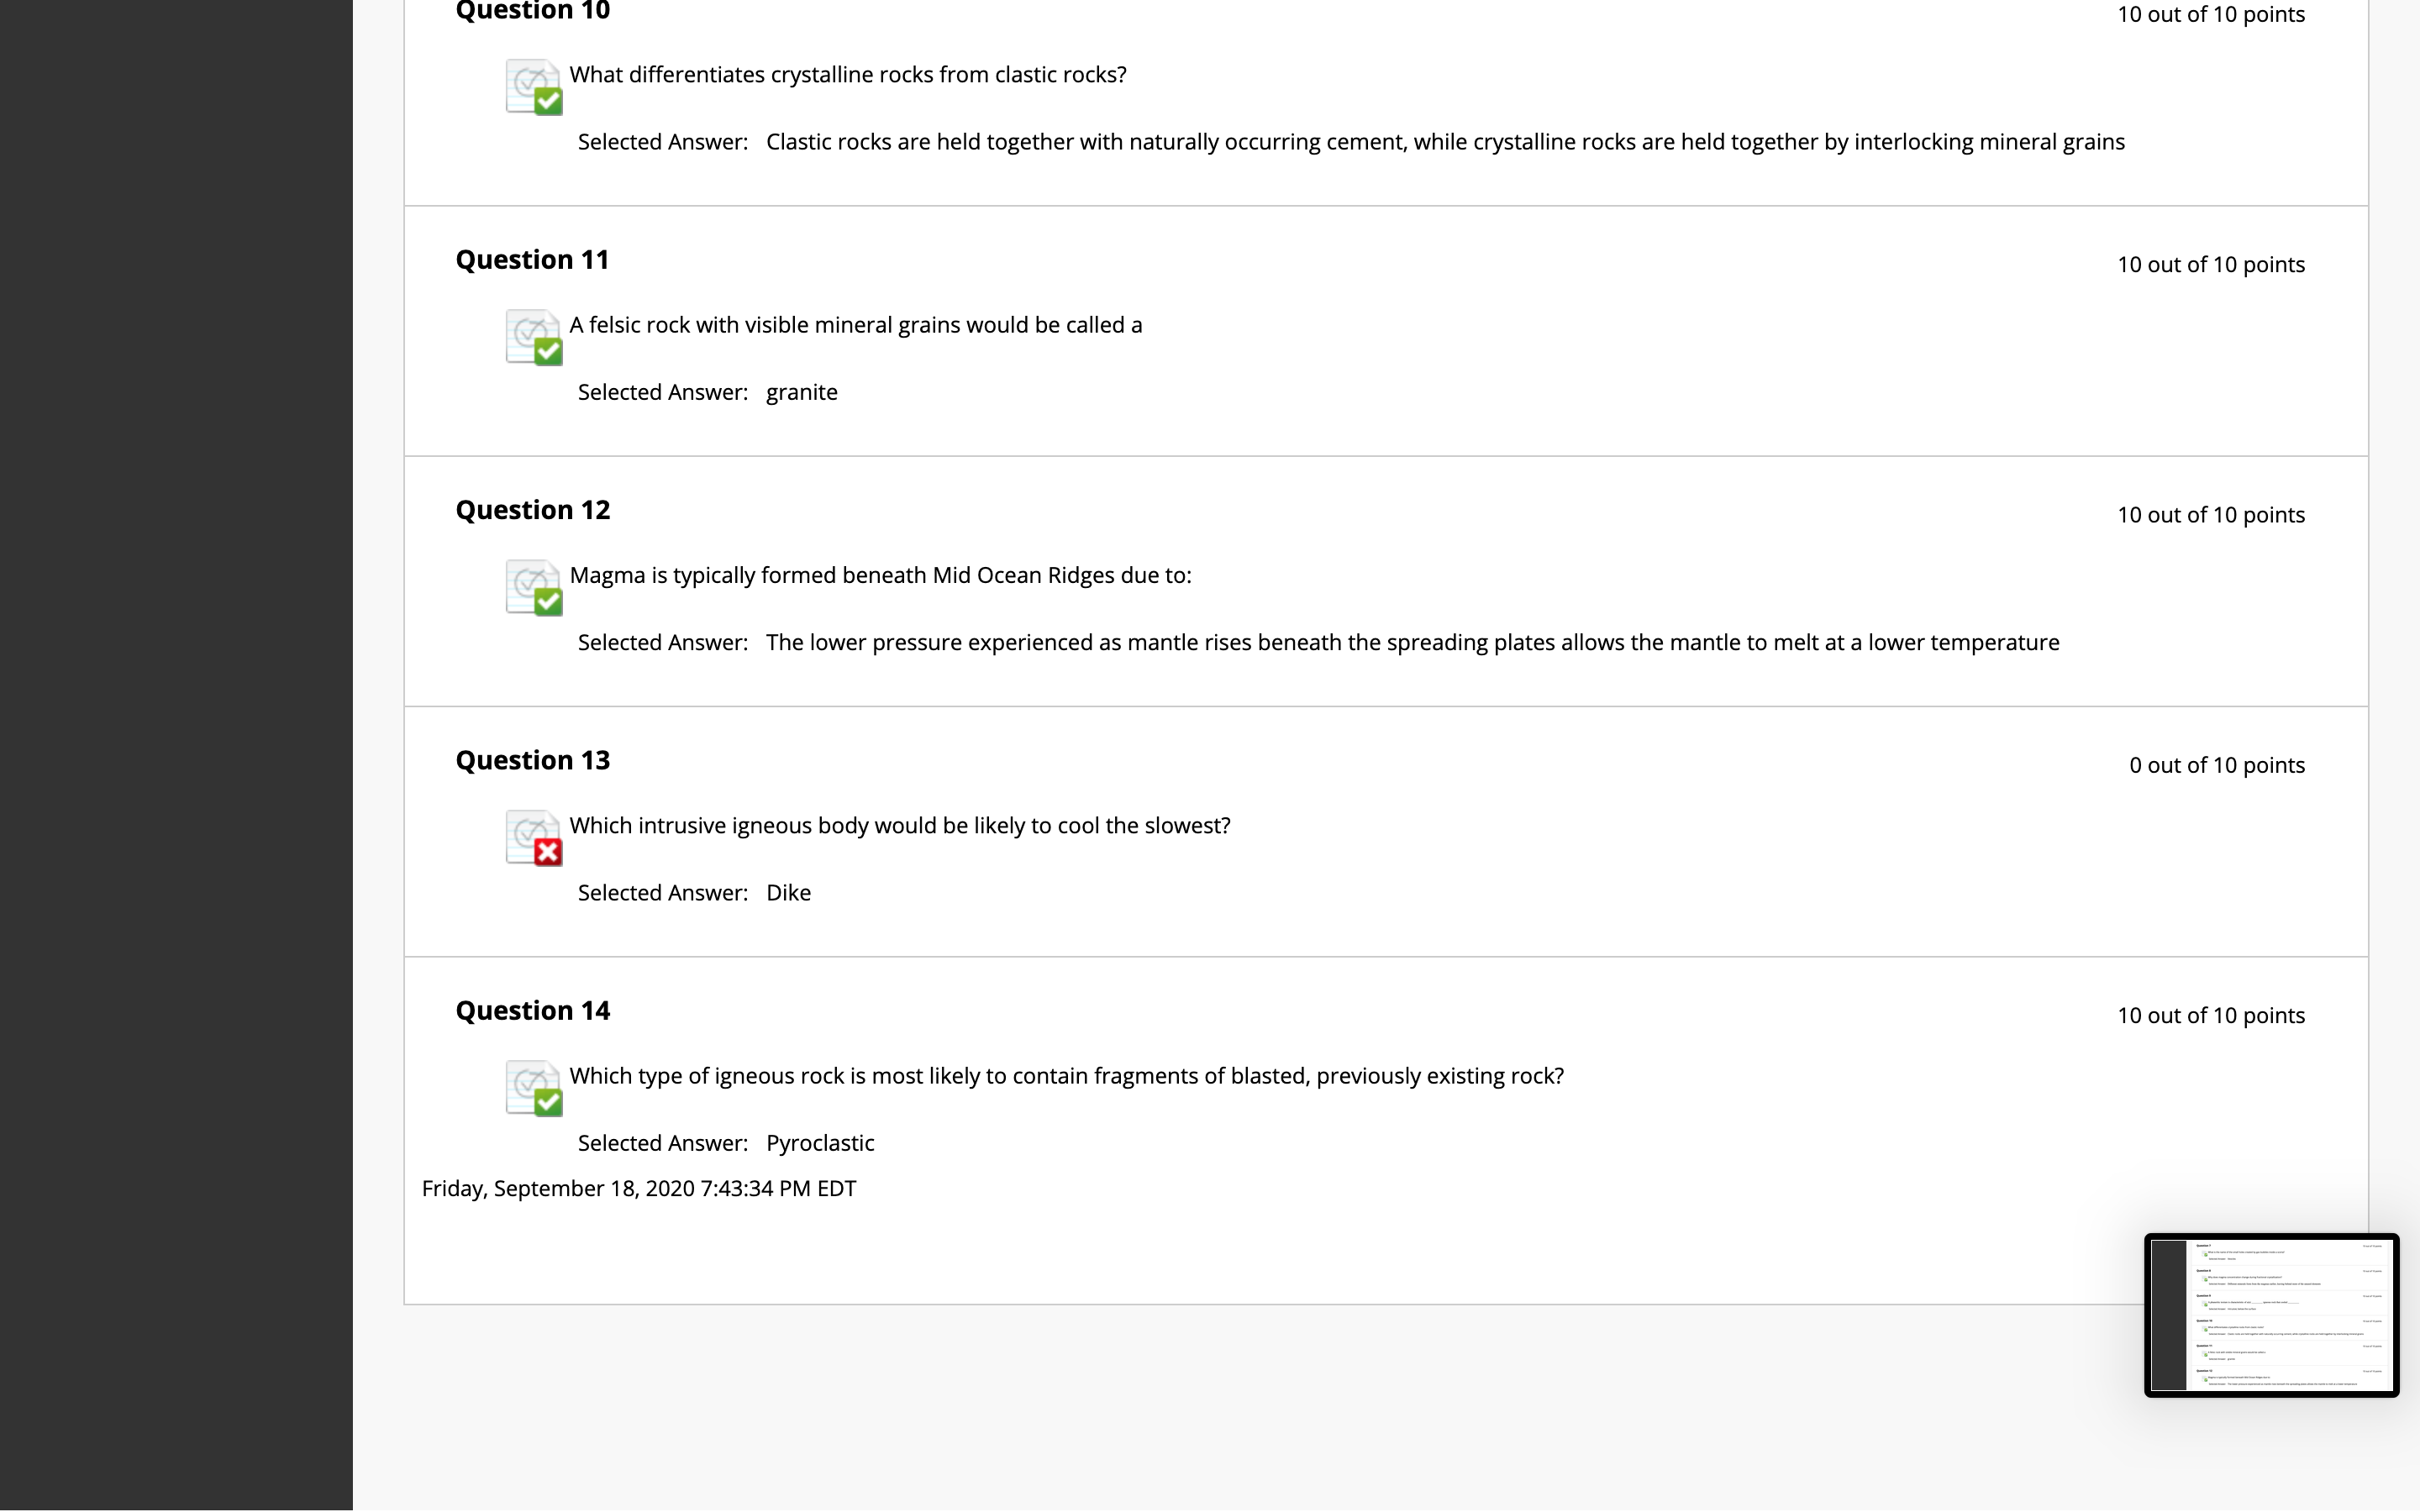 Question 10
10 out of 10 points
What differentiates crystalline rocks from clastic rocks?
Selected Answer: Clastic rocks are held together with naturally occurring cement, while crystalline rocks are held together by interlocking mineral grains
Question 11
10 out of 10 points
A felsic rock with visible mineral grains would be called a
Selected Answer: granite
Question 12
10 out of 10 points
Magma is typically formed beneath Mid Ocean Ridges due to:
Selected Answer: The lower pressure experienced as mantle rises beneath the spreading plates allows the mantle to melt at a lower temperature
Question 13
0 out of 10 points
Which intrusive igneous body would be likely to cool the slowest?
Selected Answer: Dike
Question 14
10 out of 10 points
Which type of igneous rock is most likely to contain fragments of blasted, previously existing rock?
Selected Answer: Pyroclastic
Friday, September 18, 2020 7:43:34 PM EDT